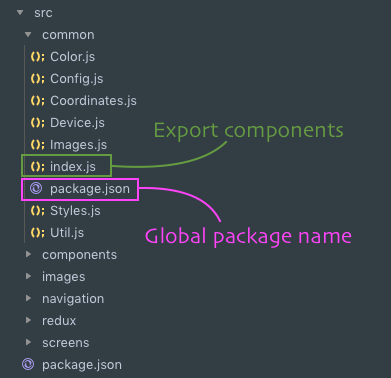 src
common
Color.js
Config.js
Coordinates.js
Device.js
Images.js
Export components
index.js
package.json
Styles.js
Global package name
Util.js
components
images
navigation
redux
screens
package.json